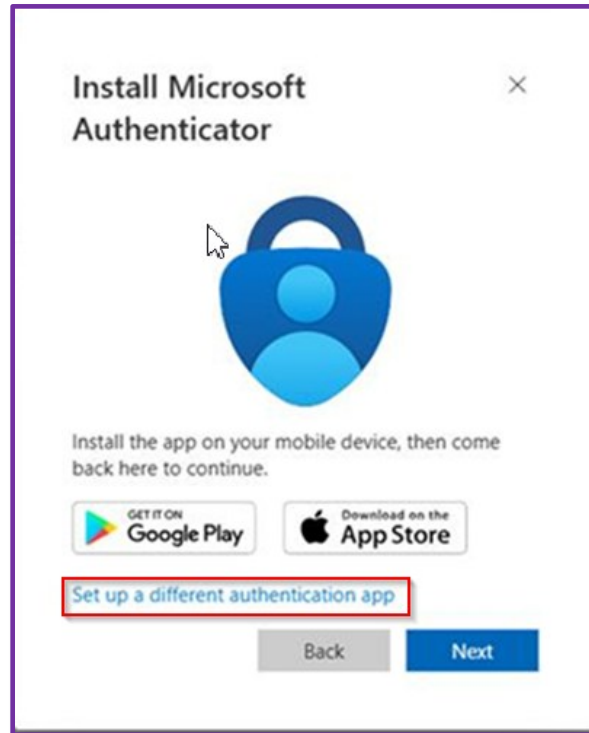 Install Microsoft
Authenticator
Install the app on your mobile device, then come
back here to continue.
GET IT ON
Google Play
Download on the
App Store
Set up a different authentication app
Back
Next